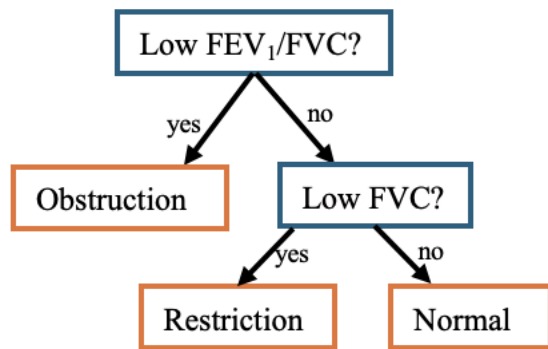 Low FEV₁/FVC?
yes
no
Obstruction
Low FVC?
yes
no
Restriction
Normal